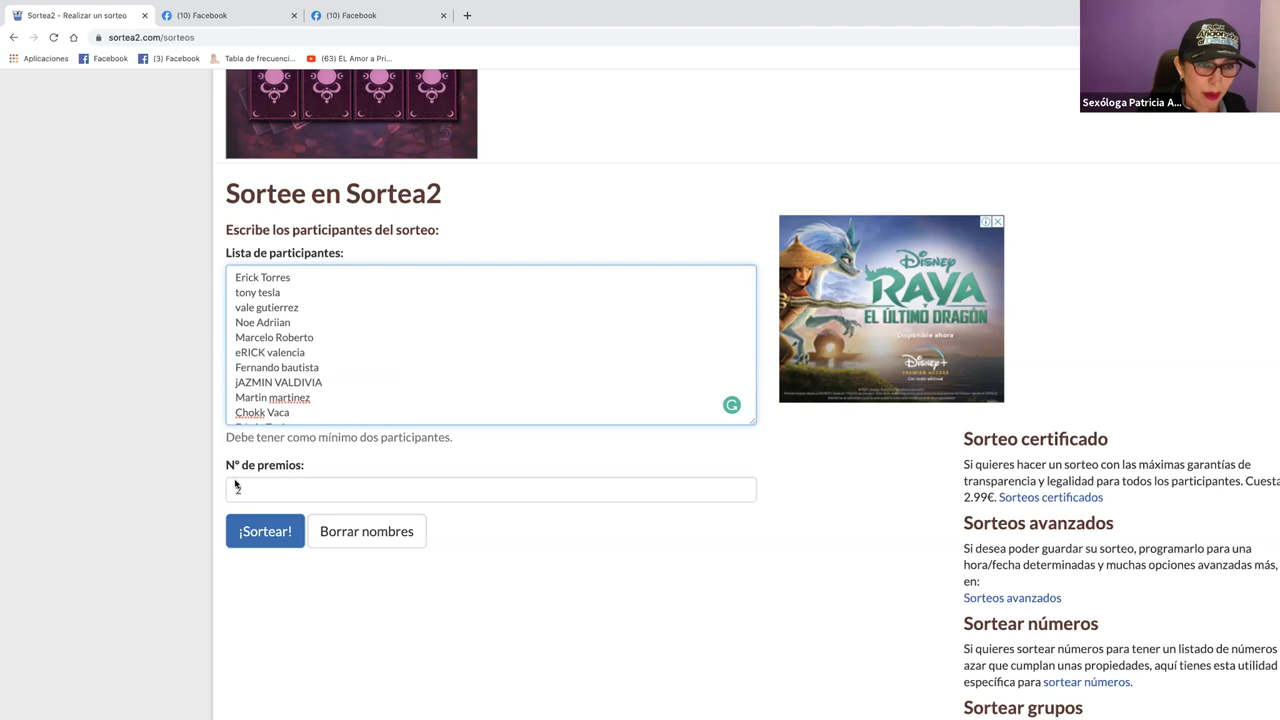 Sortea2 - Realizar un sorteo
(10) Facebook
(10) Facebook
sortea2.com/sorteos
Aplicaciones
Facebook
(3) Facebook
Tabla de frecuenci...
(63) EL Amor a Pri...
Sexóloga Patricia A...
Sortee en Sortea2
Escribe los participantes del sorteo:
Lista de participantes:
Erick Torres
tony tesla
vale gutierrez
Noe Adriian
Marcelo Roberto
eRICK valencia
Fernando bautista
jAZMIN VALDIVIA
Martin martinez
Chokk Vaca
Debe tener como mínimo dos participantes.
Nº de premios:
2
¡Sortear!
Borrar nombres
DISNEY
RAYA
Y EL ÚLTIMO DRAGÓN
Disponible ahora
Disney+
PREMIER ACCESS
Sorteo certificado
Si quieres hacer un sorteo con las máximas garantías de
transparencia y legalidad para todos los participantes. Cuesta
2.99€. Sorteos certificados
Sorteos avanzados
Si desea poder guardar su sorteo, programarlo para una
hora/fecha determinadas y muchas opciones avanzadas más,
en:
Sorteos avanzados
Sortear números
Si quieres sortear números para tener un listado de números
azar que cumplan unas propiedades, aquí tienes esta utilidad
específica para sortear números.
Sortear grupos